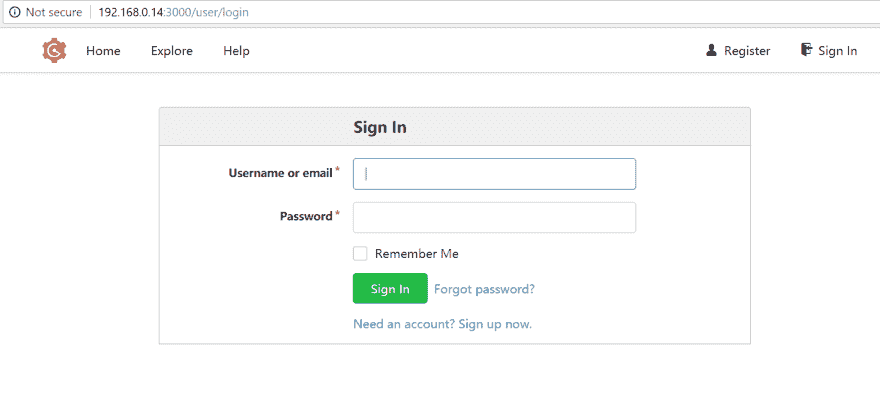 Not secure 192.168.0.14:3000/user/login
Home Explore Help Register Sign In
Sign In
Username or email *
Password *
Remember Me
Sign In Forgot password?
Need an account? Sign up now.